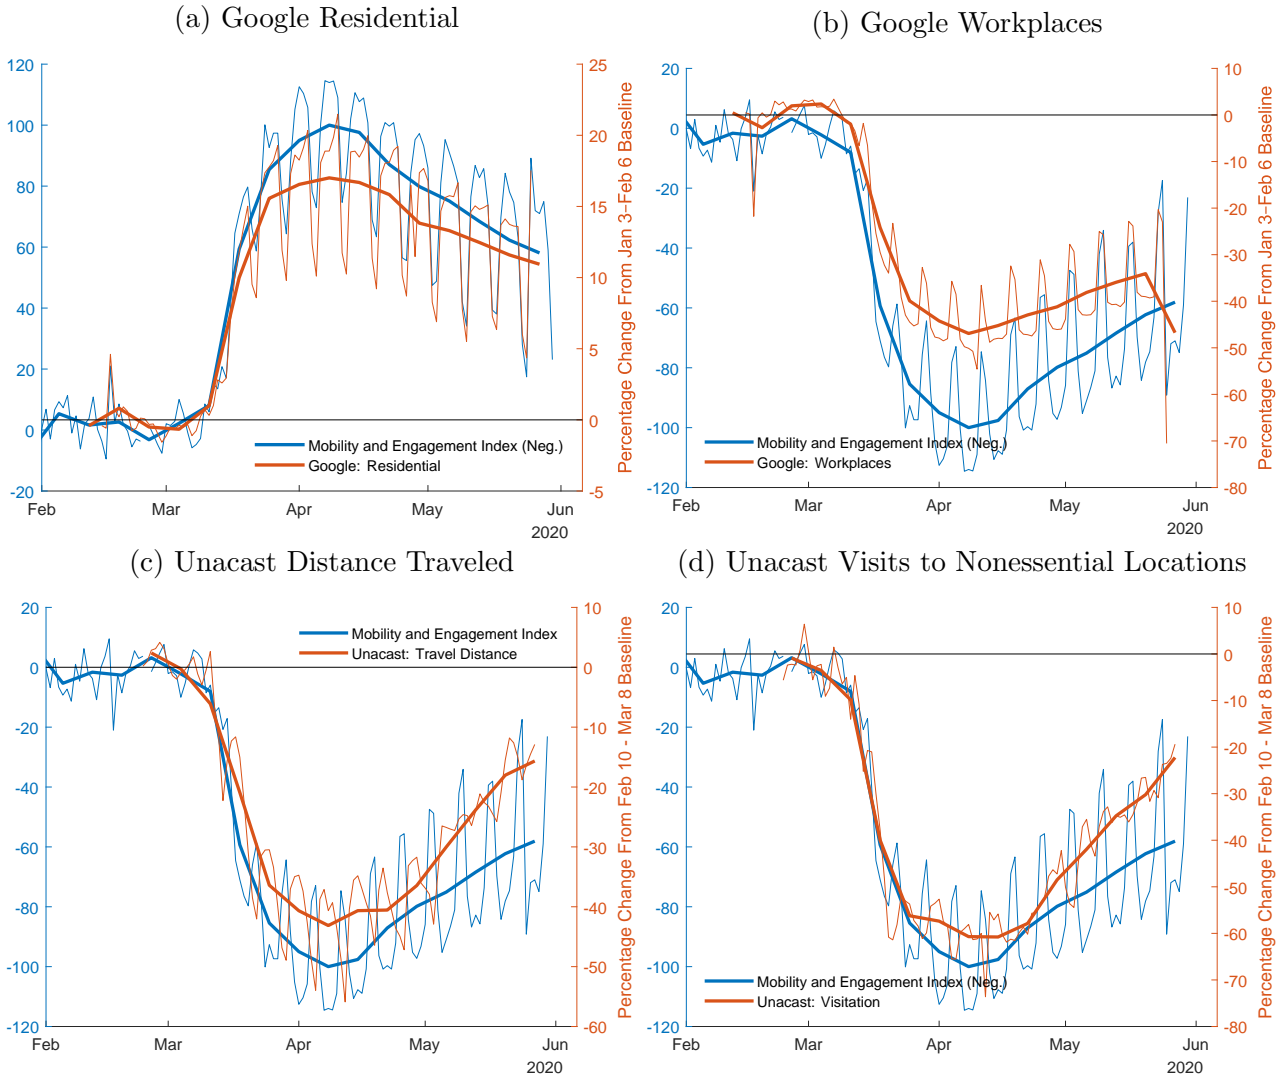 (a) Google Residential
120
100
80
60
40
20
0
-20
25
20
15
10
5
0
-5
Percentage Change From Jan 3-Feb 6 Baseline
Mobility and Engagement Index (Neg.)
Google: Residential
Feb
Mar
Apr
May
Jun
2020
(b) Google Workplaces
20
0
-20
-40
-60
-80
-100
-120
10
0
-10
-20
-30
-40
-50
-60
-70
-80
Percentage Change From Jan 3-Feb 6 Baseline
Mobility and Engagement Index (Neg.)
Google: Workplaces
Feb
Mar
Apr
May
Jun
2020
(c) Unacast Distance Traveled
20
0
-20
-40
-60
-80
-100
-120
10
0
-10
-20
-30
-40
-50
-60
Percentage Change From Feb 10 - Mar 8 Baseline
Mobility and Engagement Index
Unacast: Travel Distance
Feb
Mar
Apr
May
Jun
2020
(d) Unacast Visits to Nonessential Locations
20
0
-20
-40
-60
-80
-100
-120
10
0
-10
-20
-30
-40
-50
-60
-70
-80
Percentage Change From Feb 10 - Mar 8 Baseline
Mobility and Engagement Index (Neg.)
Unacast: Visitation
Feb
Mar
Apr
May
Jun
2020